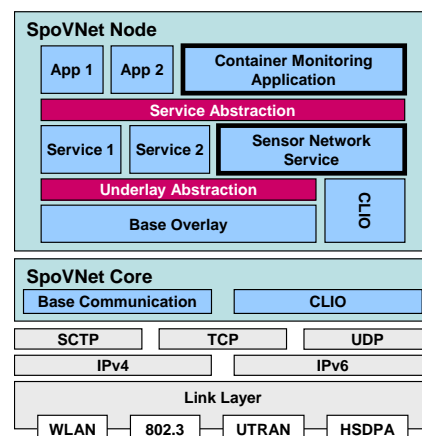 SpoVNet Node
App 1 App 2 Container Monitoring
Application
Service Abstraction
Service 1 Service 2 Sensor Network
Service
Underlay Abstraction
CLIO
Base Overlay
SpoVNet Core
Base Communication CLIO
SCTP TCP UDP
IPv4 IPv6
Link Layer
WLAN 802.3 UTRAN HSDPA